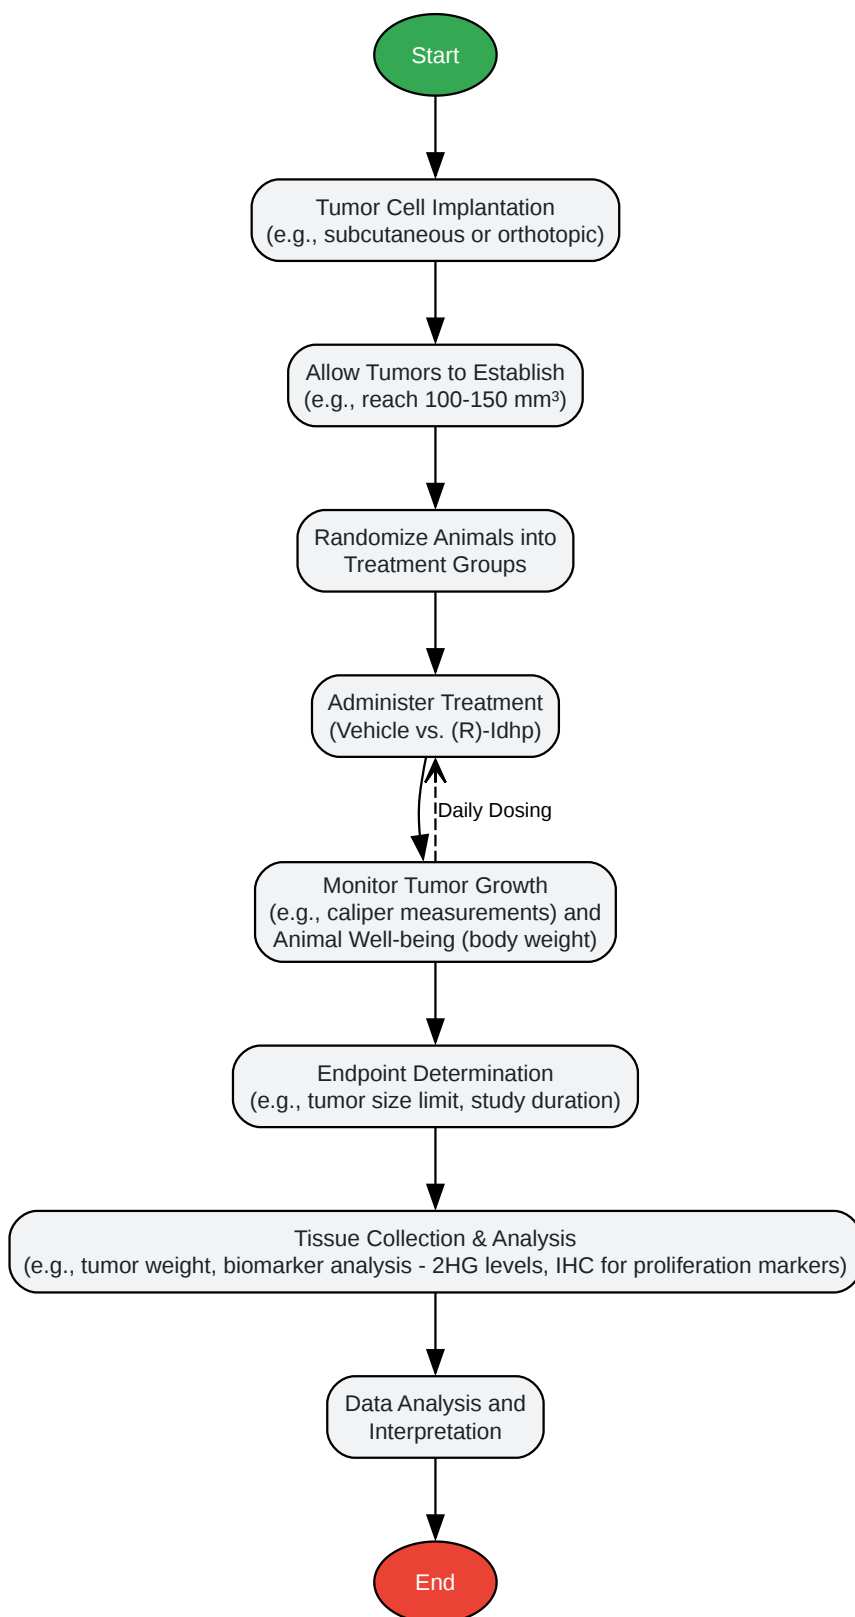 Start
Tumor Cell Implantation
(e.g., subcutaneous or orthotopic)
Allow Tumors to Establish
(e.g., reach 100-150 mm³)
Randomize Animals into
Treatment Groups
Administer Treatment
(Vehicle vs. (R)-Idhp)
Daily Dosing
Monitor Tumor Growth
(e.g., caliper measurements) and
Animal Well-being (body weight)
Endpoint Determination
(e.g., tumor size limit, study duration)
Tissue Collection & Analysis
(e.g., tumor weight, biomarker analysis - 2HG levels, IHC for proliferation markers)
Data Analysis and
Interpretation
End